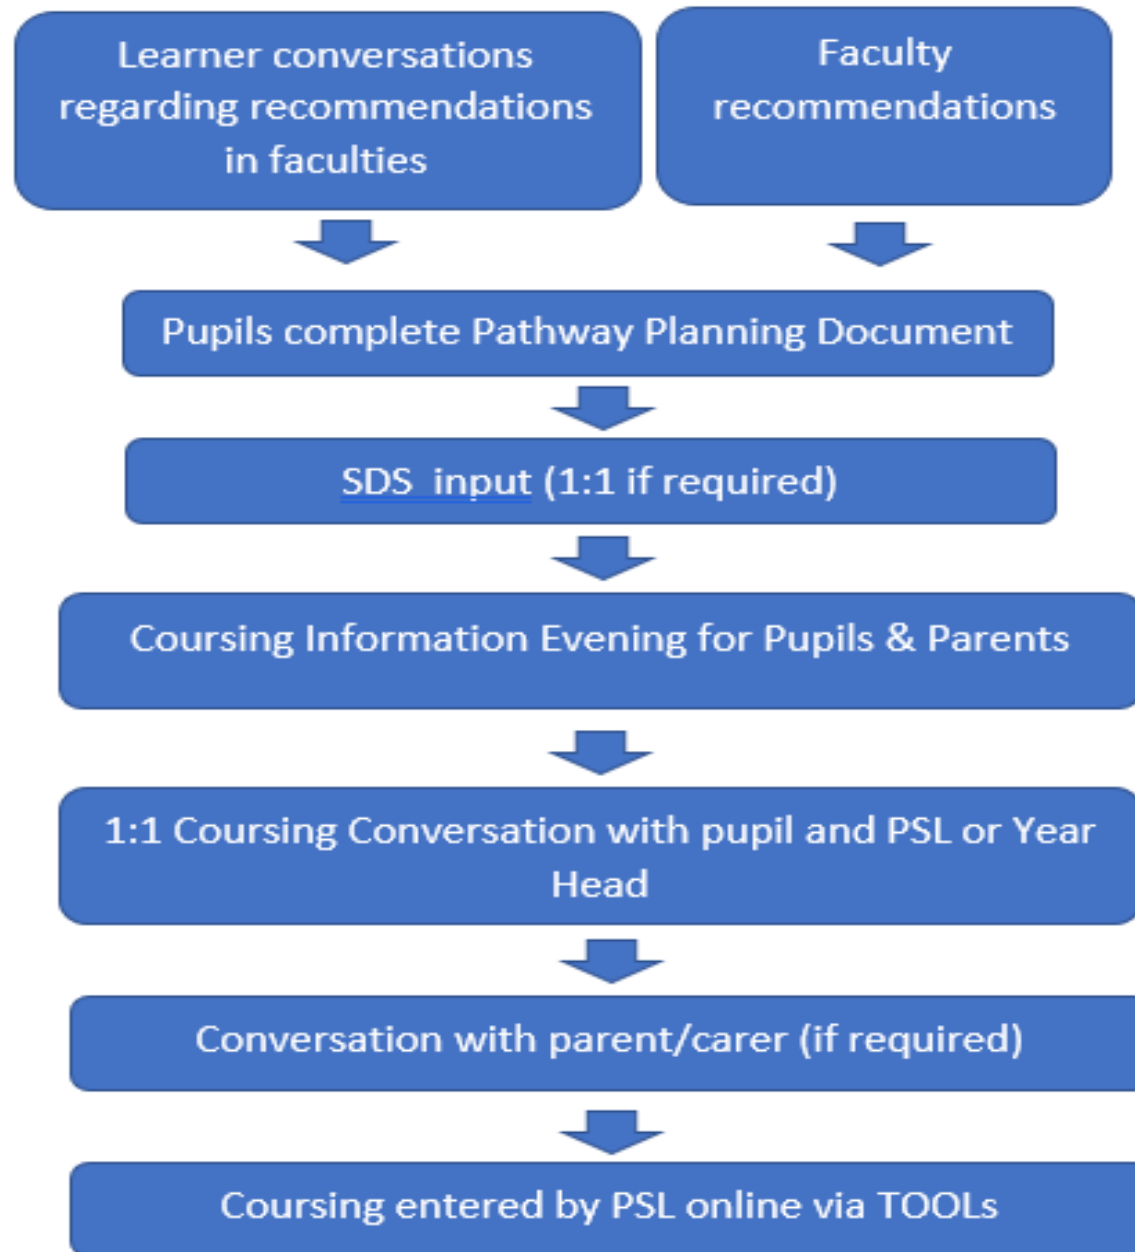 Learner conversations
regarding recommendations
in faculties
Faculty
recommendations
Pupils complete Pathway Planning Document
SDS  input (1:1 if required)
Coursing Information Evening for Pupils & Parents
1:1 Coursing Conversation with pupil and PSL or Year
Head
Conversation with parent/carer (if required)
Coursing entered by PSL online via TOOLs